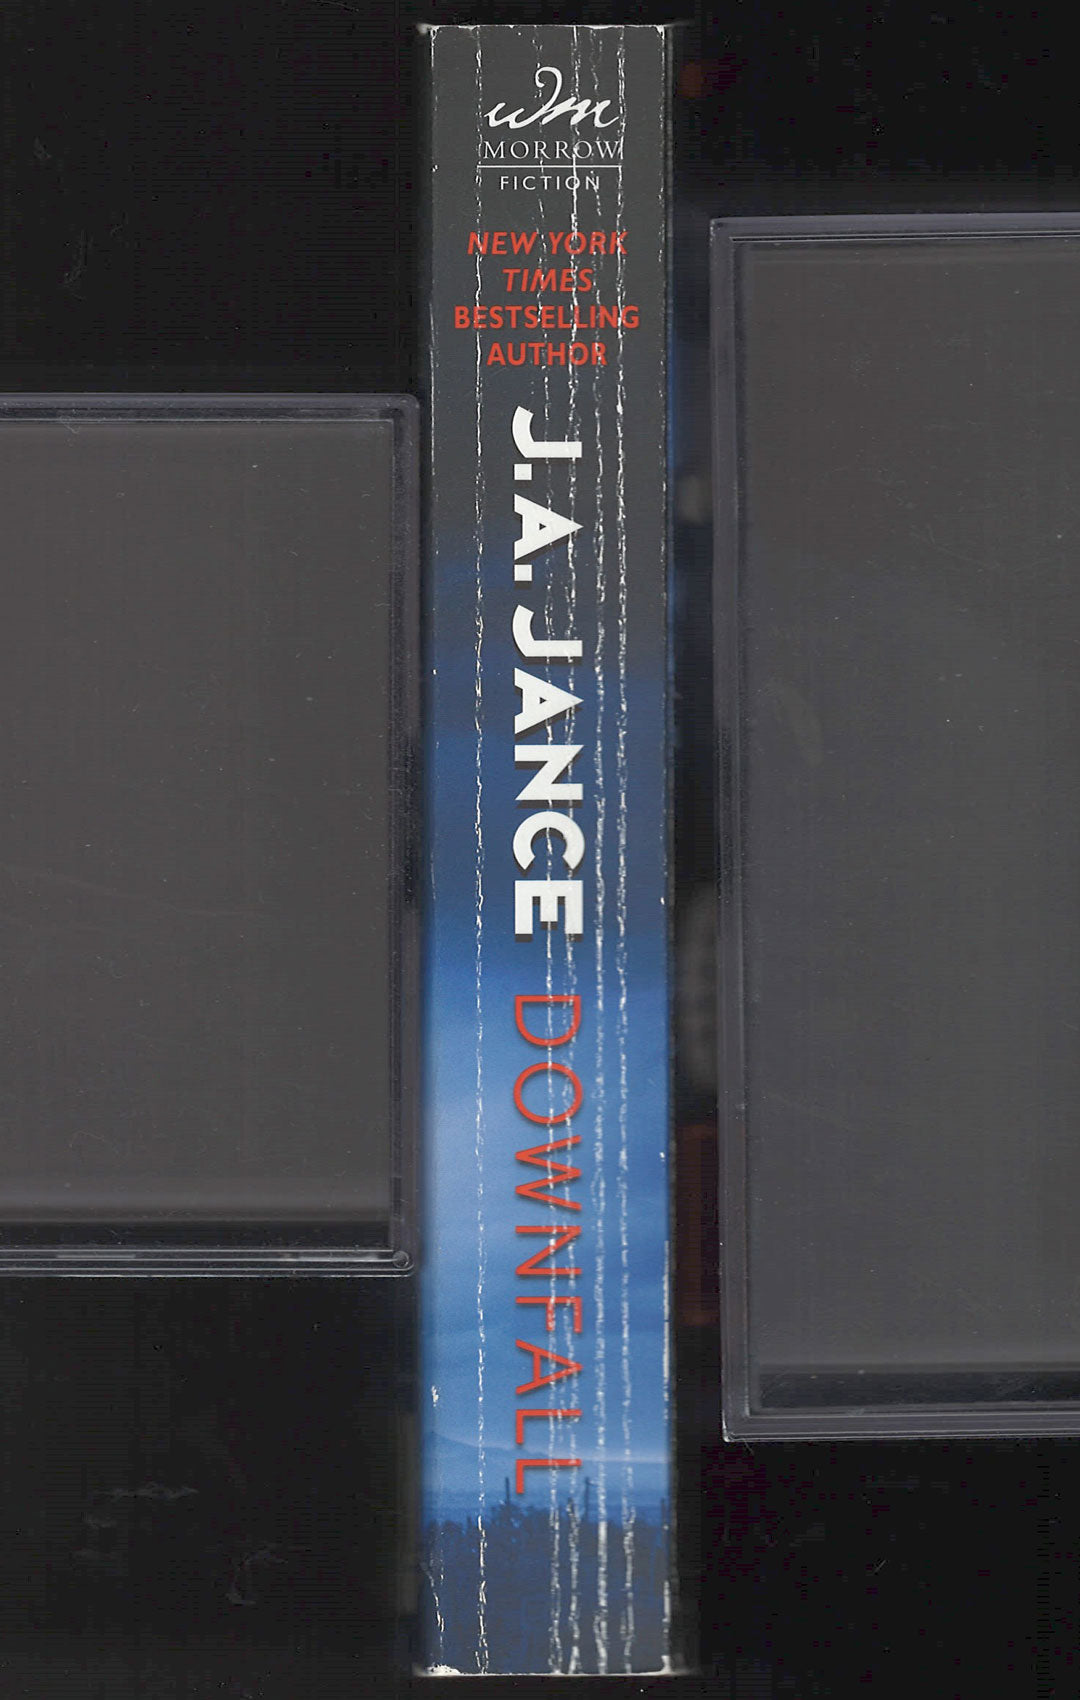 wm
MORROW
FICTION
NEW YORK
TIMES
BESTSELLING
AUTHOR
J.A. JANCE DOWNFALL